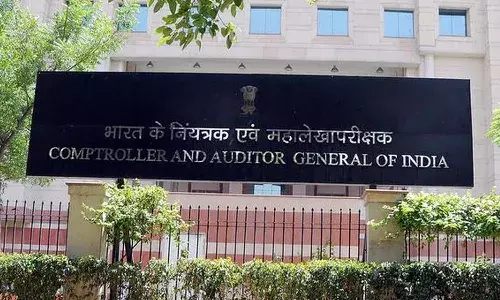 भारत के नियंत्रक एवं महालेखापरीक्षक
COMPTROLLER AND AUDITOR GENERAL OF INDIA